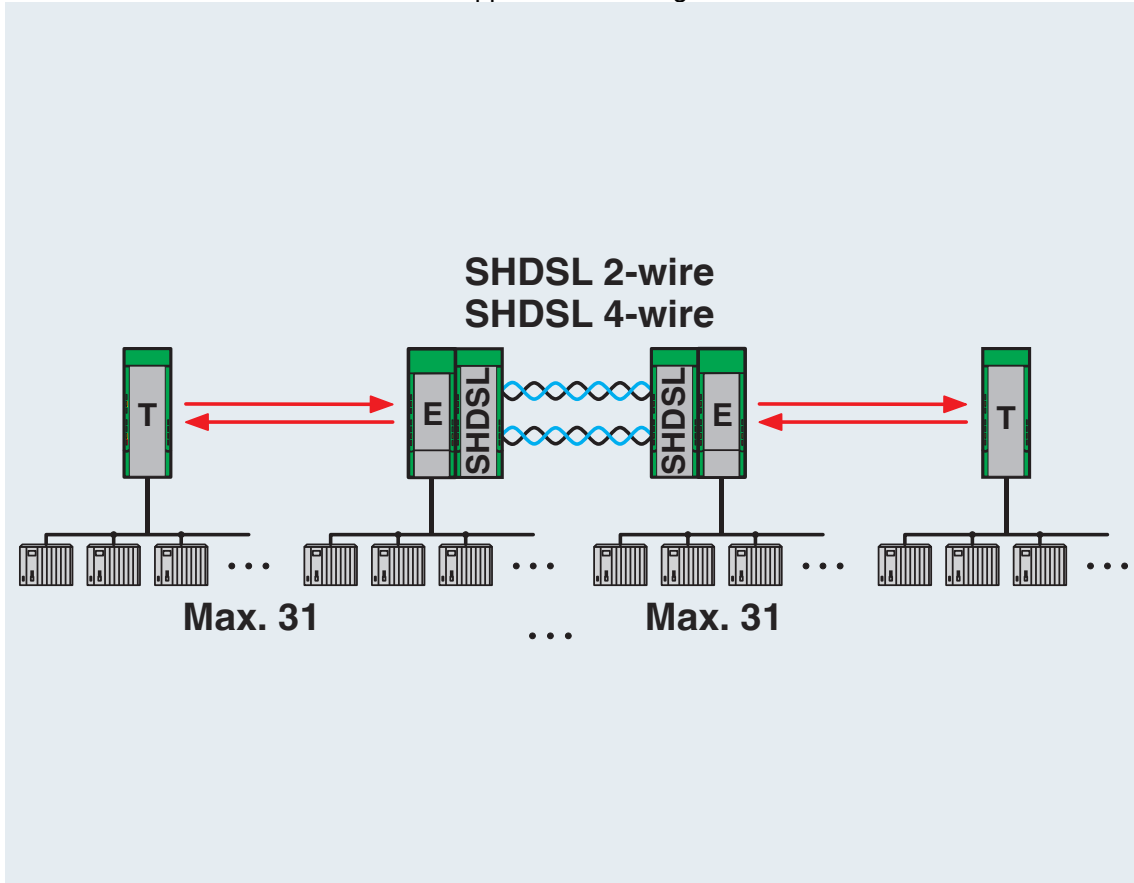 SHDSL 2-wire
SHDSL 4-wire
T
E
SHDSL
SHDSL
E
T
. . .
. . .
. . .
. . .
Max. 31
. . .
Max. 31